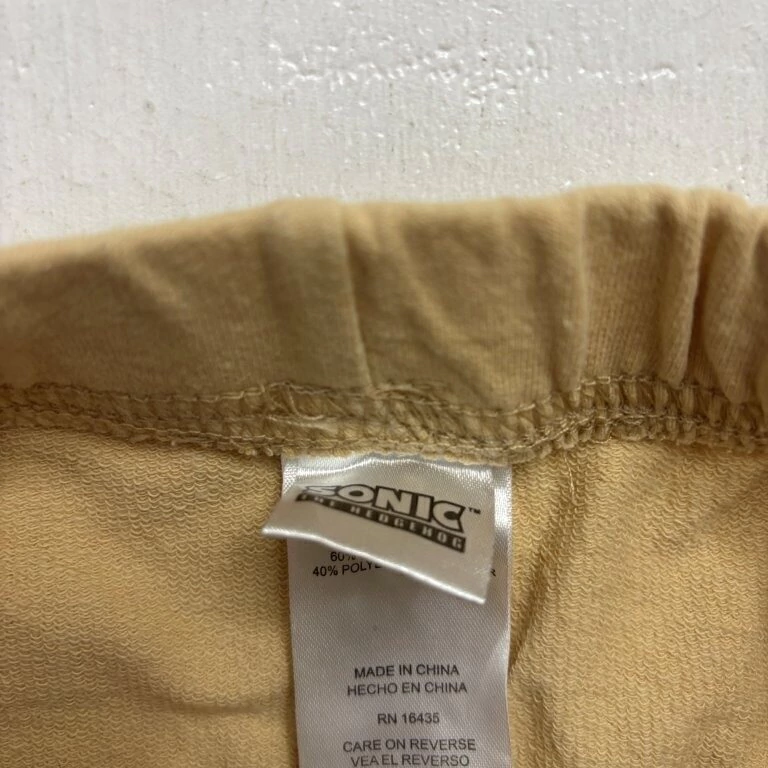 SONIC™
THE HEDGEHOG
60%
40%
MADE IN CHINA
HECHO EN CHINA
RN 16435
CARE ON REVERSE
VEA EL REVERSO